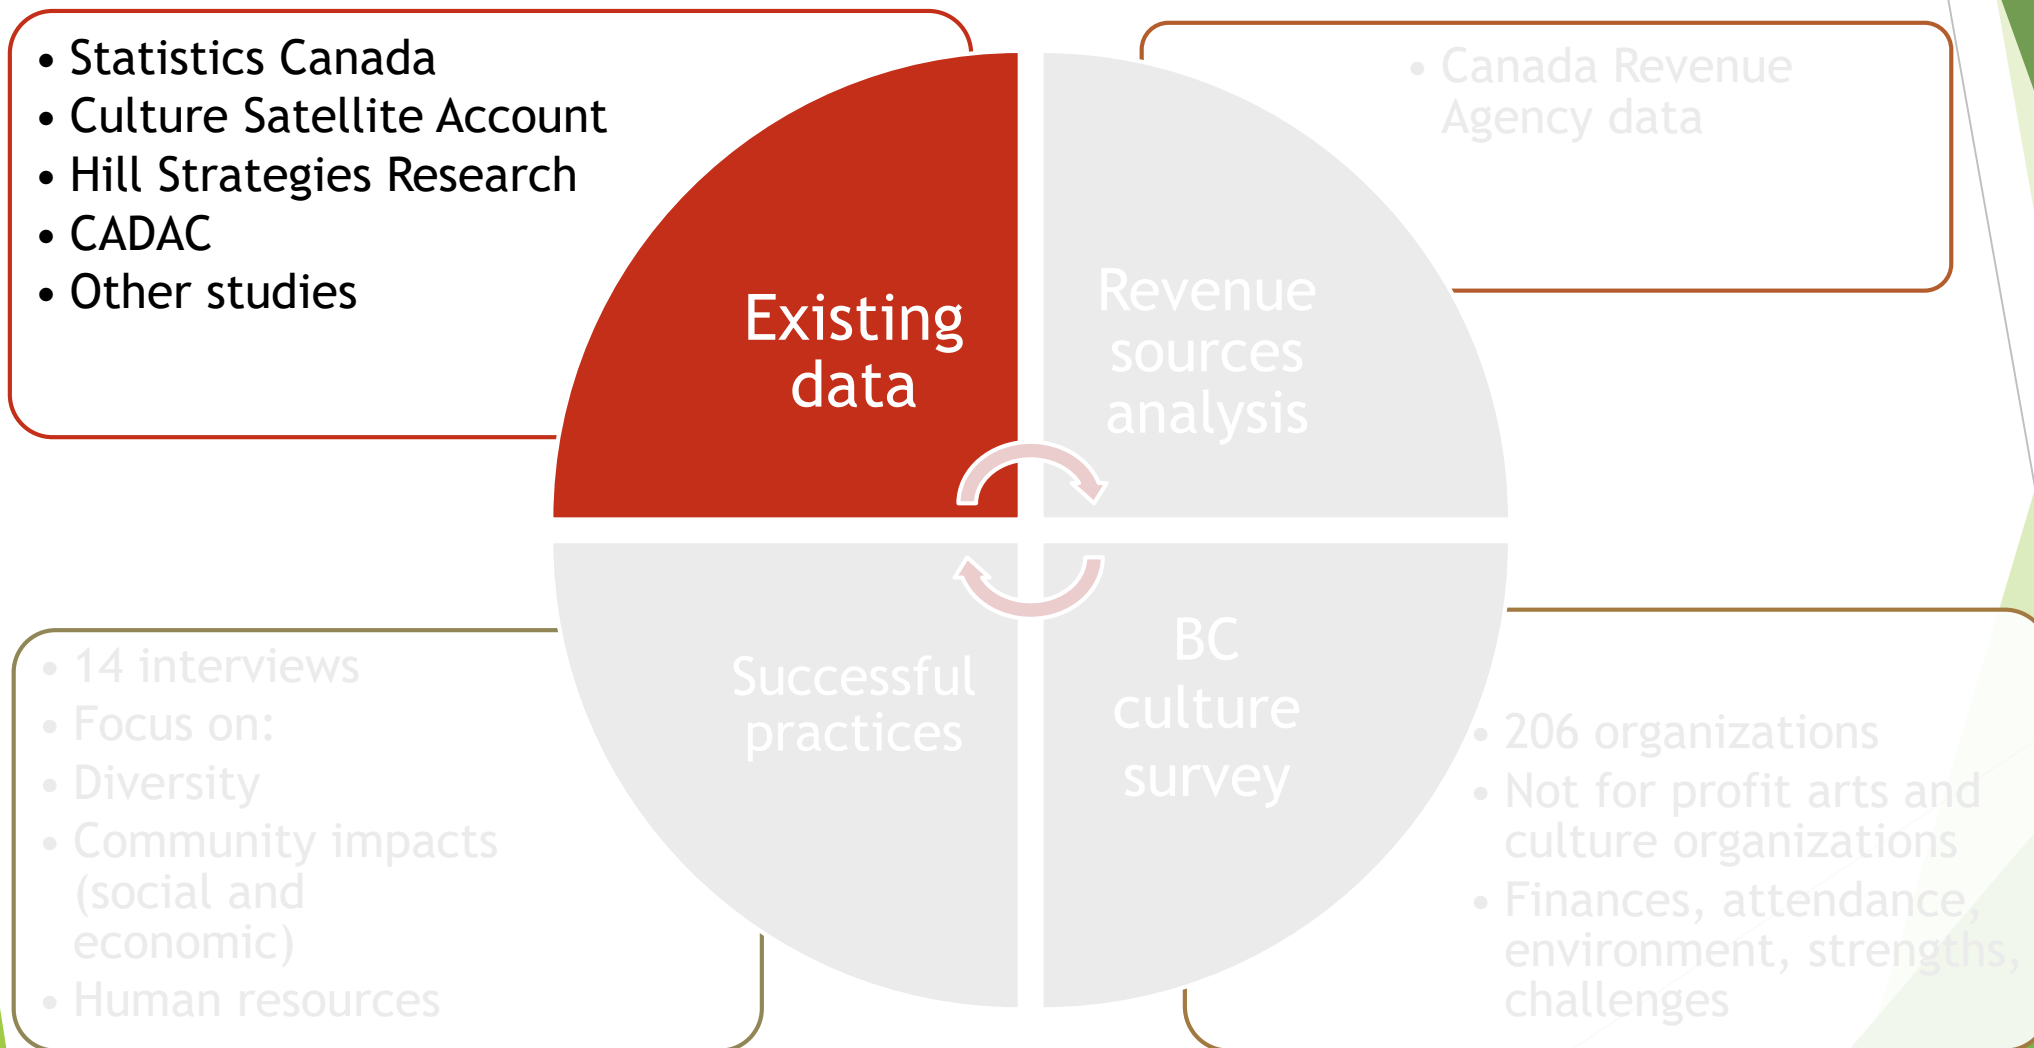 • Statistics Canada
• Culture Satellite Account
• Hill Strategies Research
• CADAC
• Other studies
Existing
data
• Canada Revenue
Agency data
Revenue
sources
analysis
• 14 interviews
• Focus on:
• Diversity
• Community impacts
(social and
economic)
• Human resources
Successful
practices
BC
culture
survey
• 206 organizations
• Not for profit arts and
culture organizations
• Finances, attendance,
environment, strengths,
challenges